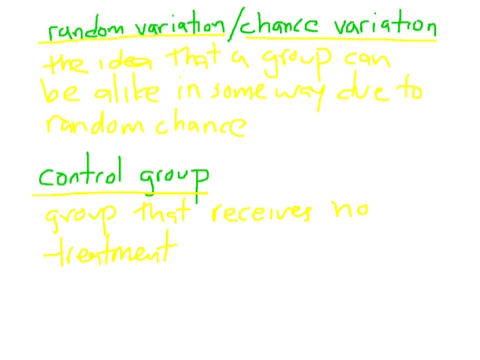 random variation/chance variation
the idea that a group can
be alike in some way due to
random chance
control group
group that receives no
treatment